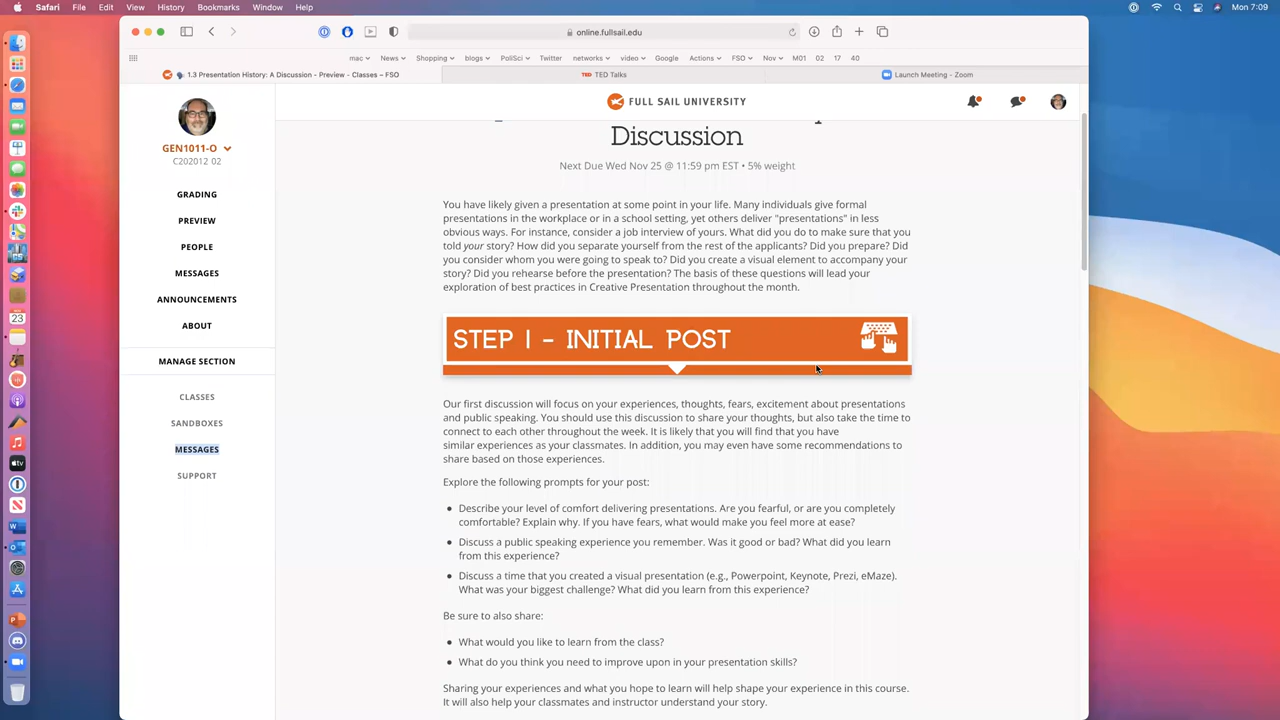 Safari File Edit View History Bookmarks Window Help Mon 7:09
online.fullsail.edu
mac News Shopping blogs PoliSci Twitter networks video Google Actions FSO Nov M01 02 17 40
1.3 Presentation History: A Discussion - Preview - Classes – FSO TED Talks Launch Meeting - Zoom
FULL SAIL UNIVERSITY
GEN1011-O
C202012 02
GRADING
PREVIEW
PEOPLE
MESSAGES
ANNOUNCEMENTS
ABOUT
MANAGE SECTION
CLASSES
SANDBOXES
MESSAGES
SUPPORT
Discussion
Next Due Wed Nov 25 @ 11:59 pm EST • 5% weight
You have likely given a presentation at some point in your life. Many individuals give formal
presentations in the workplace or in a school setting, yet others deliver "presentations" in less
obvious ways. For instance, consider a job interview of yours. What did you do to make sure that you
told your story? How did you separate yourself from the rest of the applicants? Did you prepare? Did
you consider whom you were going to speak to? Did you create a visual element to accompany your
story? Did you rehearse before the presentation? The basis of these questions will lead your
exploration of best practices in Creative Presentation throughout the month.
STEP 1 - INITIAL POST
Our first discussion will focus on your experiences, thoughts, fears, excitement about presentations
and public speaking. You should use this discussion to share your thoughts, but also take the time to
connect to each other throughout the week. It is likely that you will find that you have
similar experiences as your classmates. In addition, you may even have some recommendations to
share based on those experiences.
Explore the following prompts for your post:
• Describe your level of comfort delivering presentations. Are you fearful, or are you completely
comfortable? Explain why. If you have fears, what would make you feel more at ease?
• Discuss a public speaking experience you remember. Was it good or bad? What did you learn
from this experience?
• Discuss a time that you created a visual presentation (e.g., Powerpoint, Keynote, Prezi, eMaze).
What was your biggest challenge? What did you learn from this experience?
Be sure to also share:
• What would you like to learn from the class?
• What do you think you need to improve upon in your presentation skills?
Sharing your experiences and what you hope to learn will help shape your experience in this course.
It will also help your classmates and instructor understand your story.